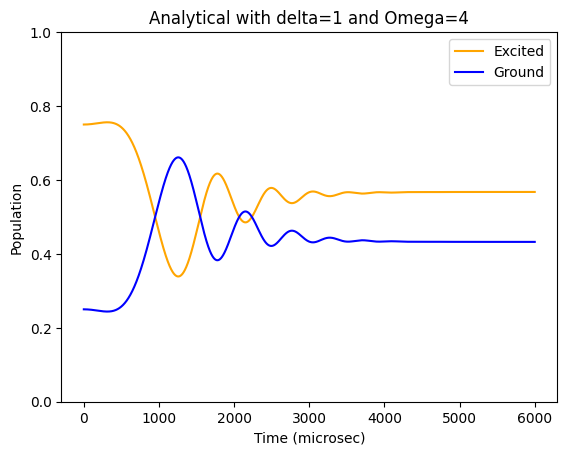 Analytical with delta=1 and Omega=4
Excited
Ground
Population
1.0
0.8
0.6
0.4
0.2
0.0
0 1000 2000 3000 4000 5000 6000
Time (microsec)